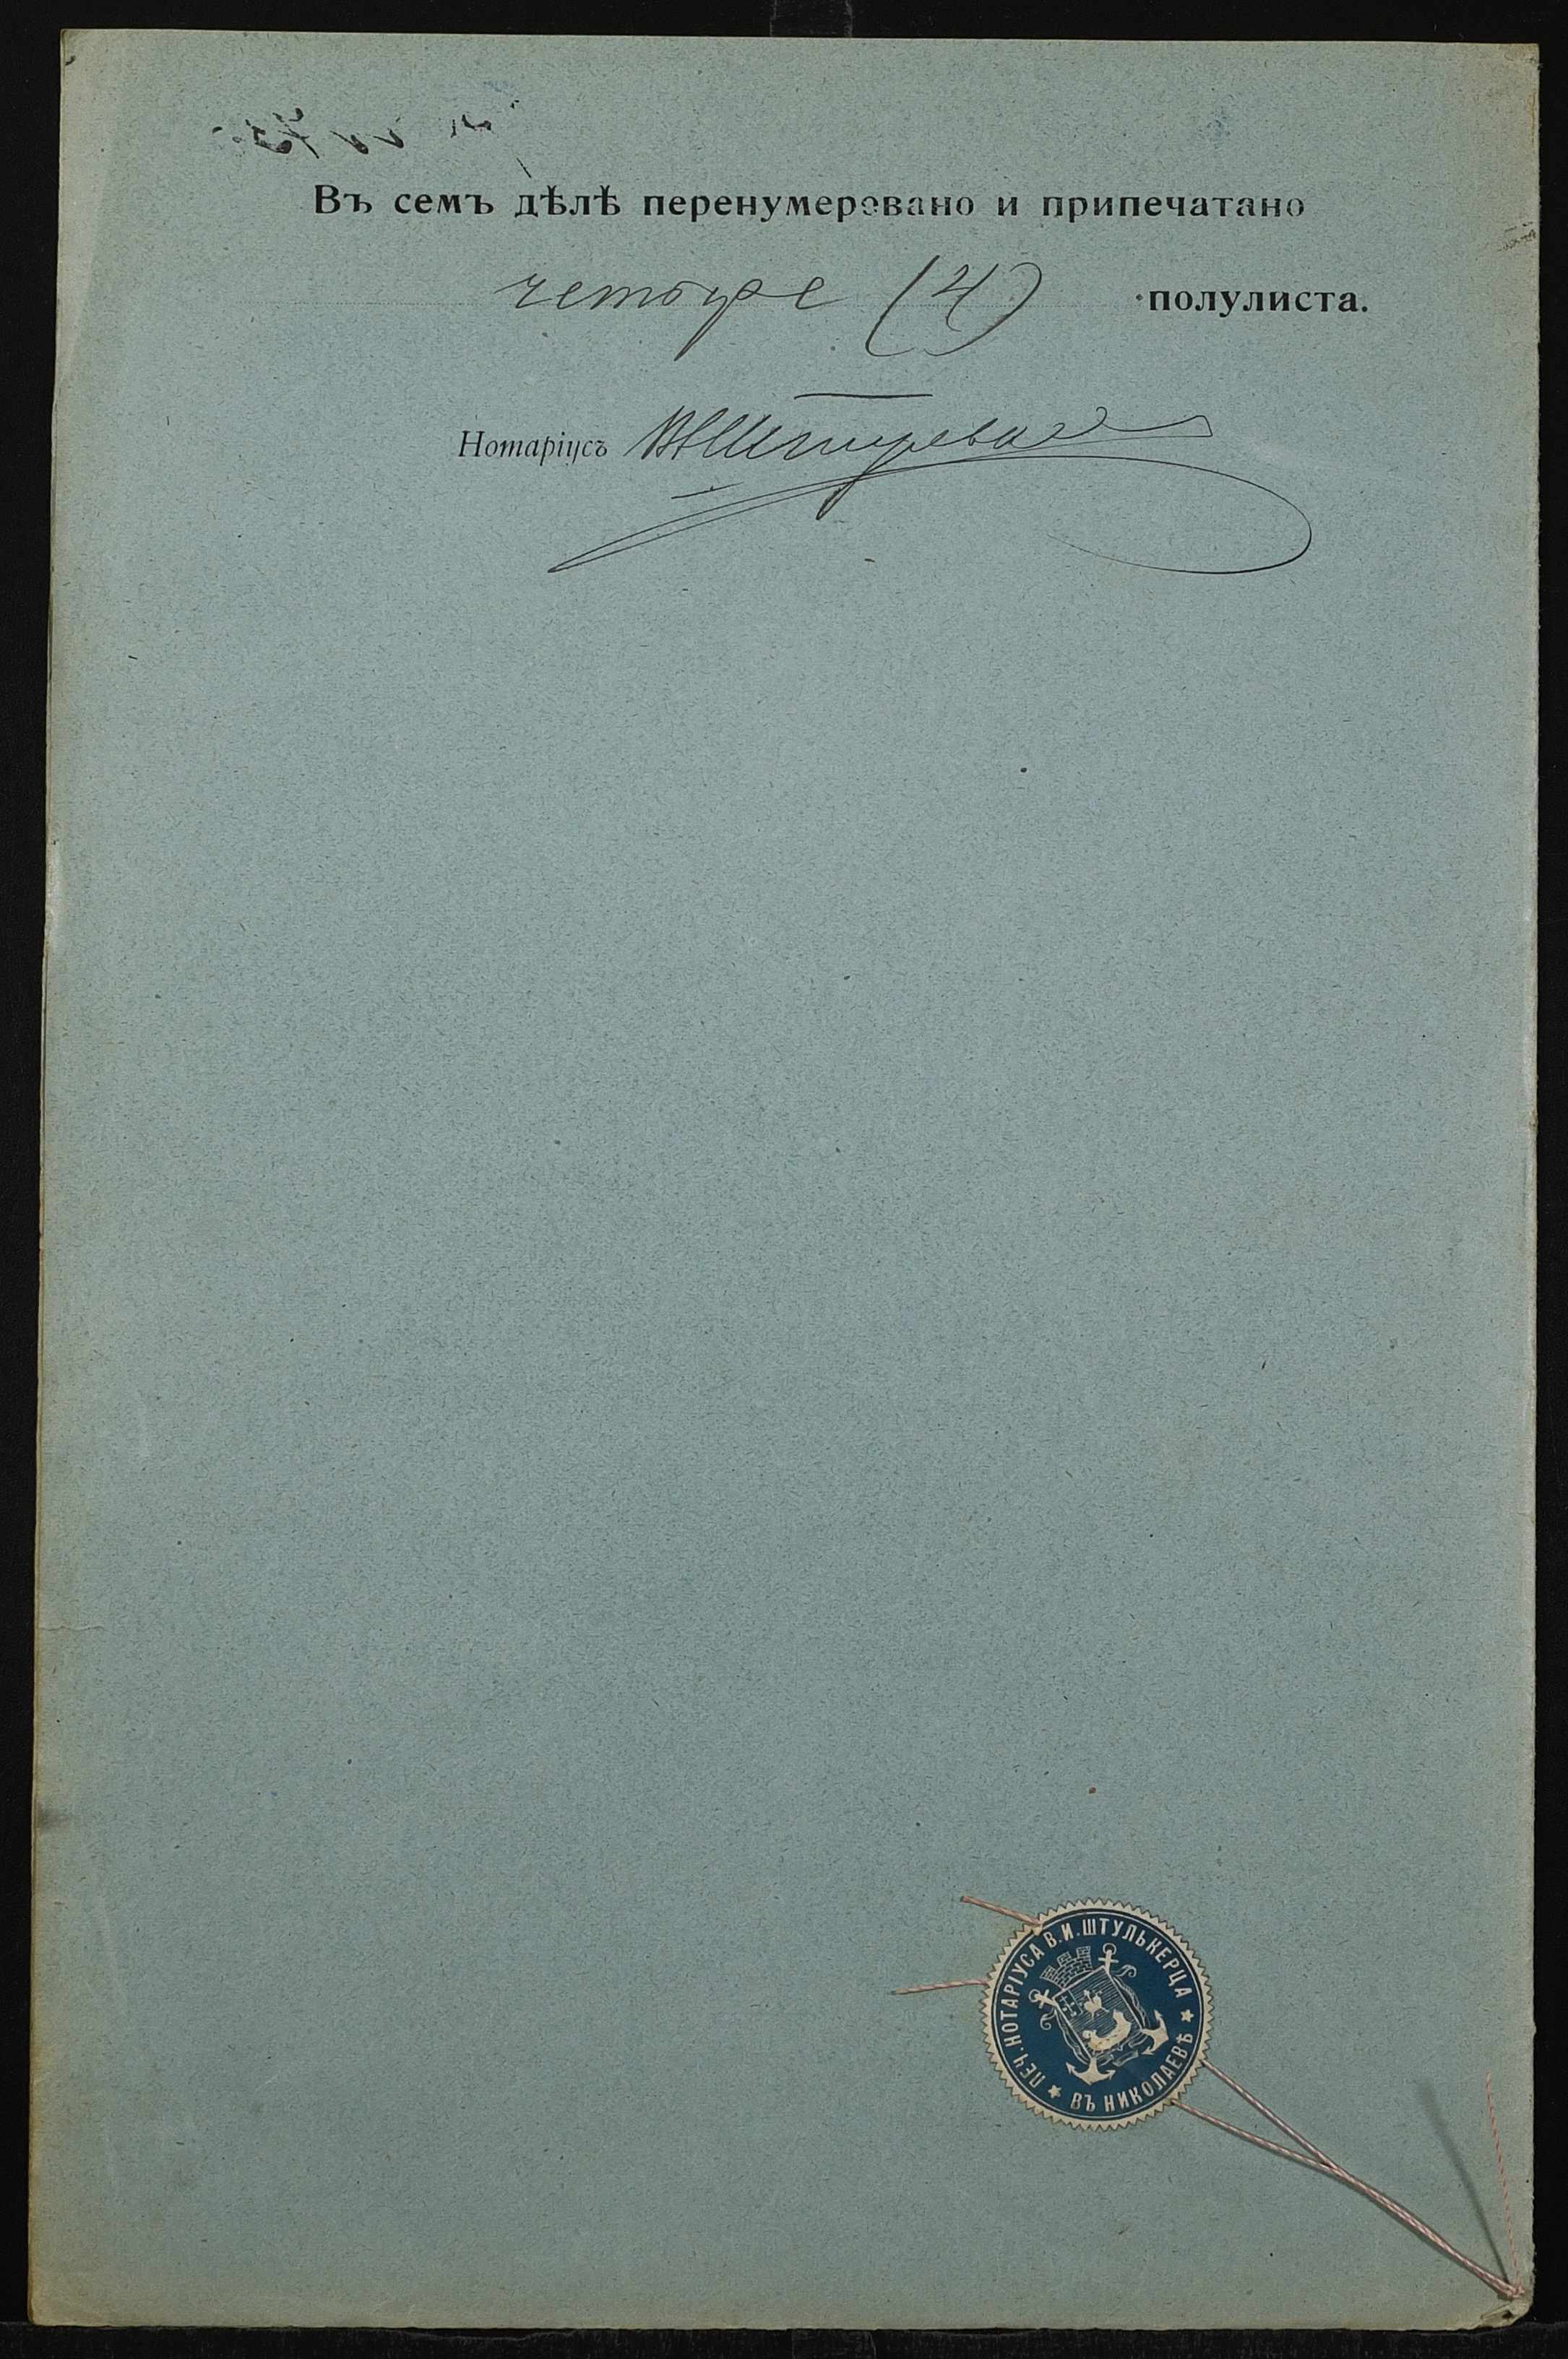 Въ семъ дѣлѣ перенумеровано и припечатано
четыре (4) полулиста.
Нотаріусъ
ПЕЧ. НОТАРІУСА В.И. ШТУЛЬКЕРЦА
ВЪ НИКОЛАЕВѢ